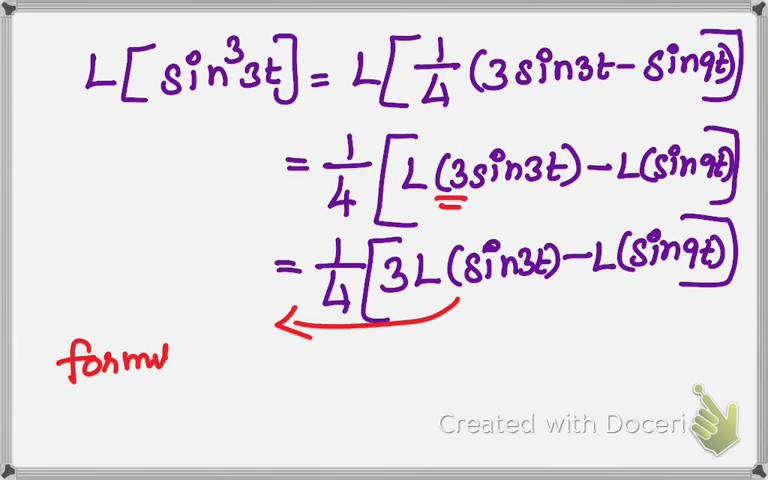 L[sin³3t] = L[1/4 (3sin3t - sin9t)]
= 1/4 [L(3sin3t) - L(sin9t)]
= 1/4 [3L(sin3t) - L(sin9t)]
formu
Created with Doceri